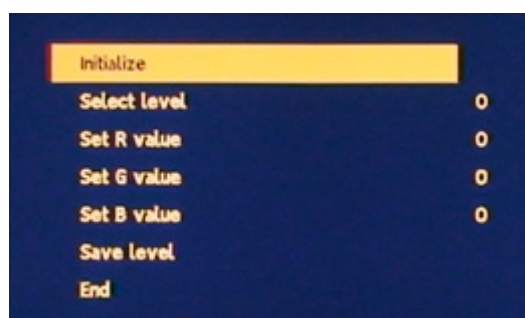 Initialize
Select level 0
Set R value 0
Set G value 0
Set B value 0
Save level
End